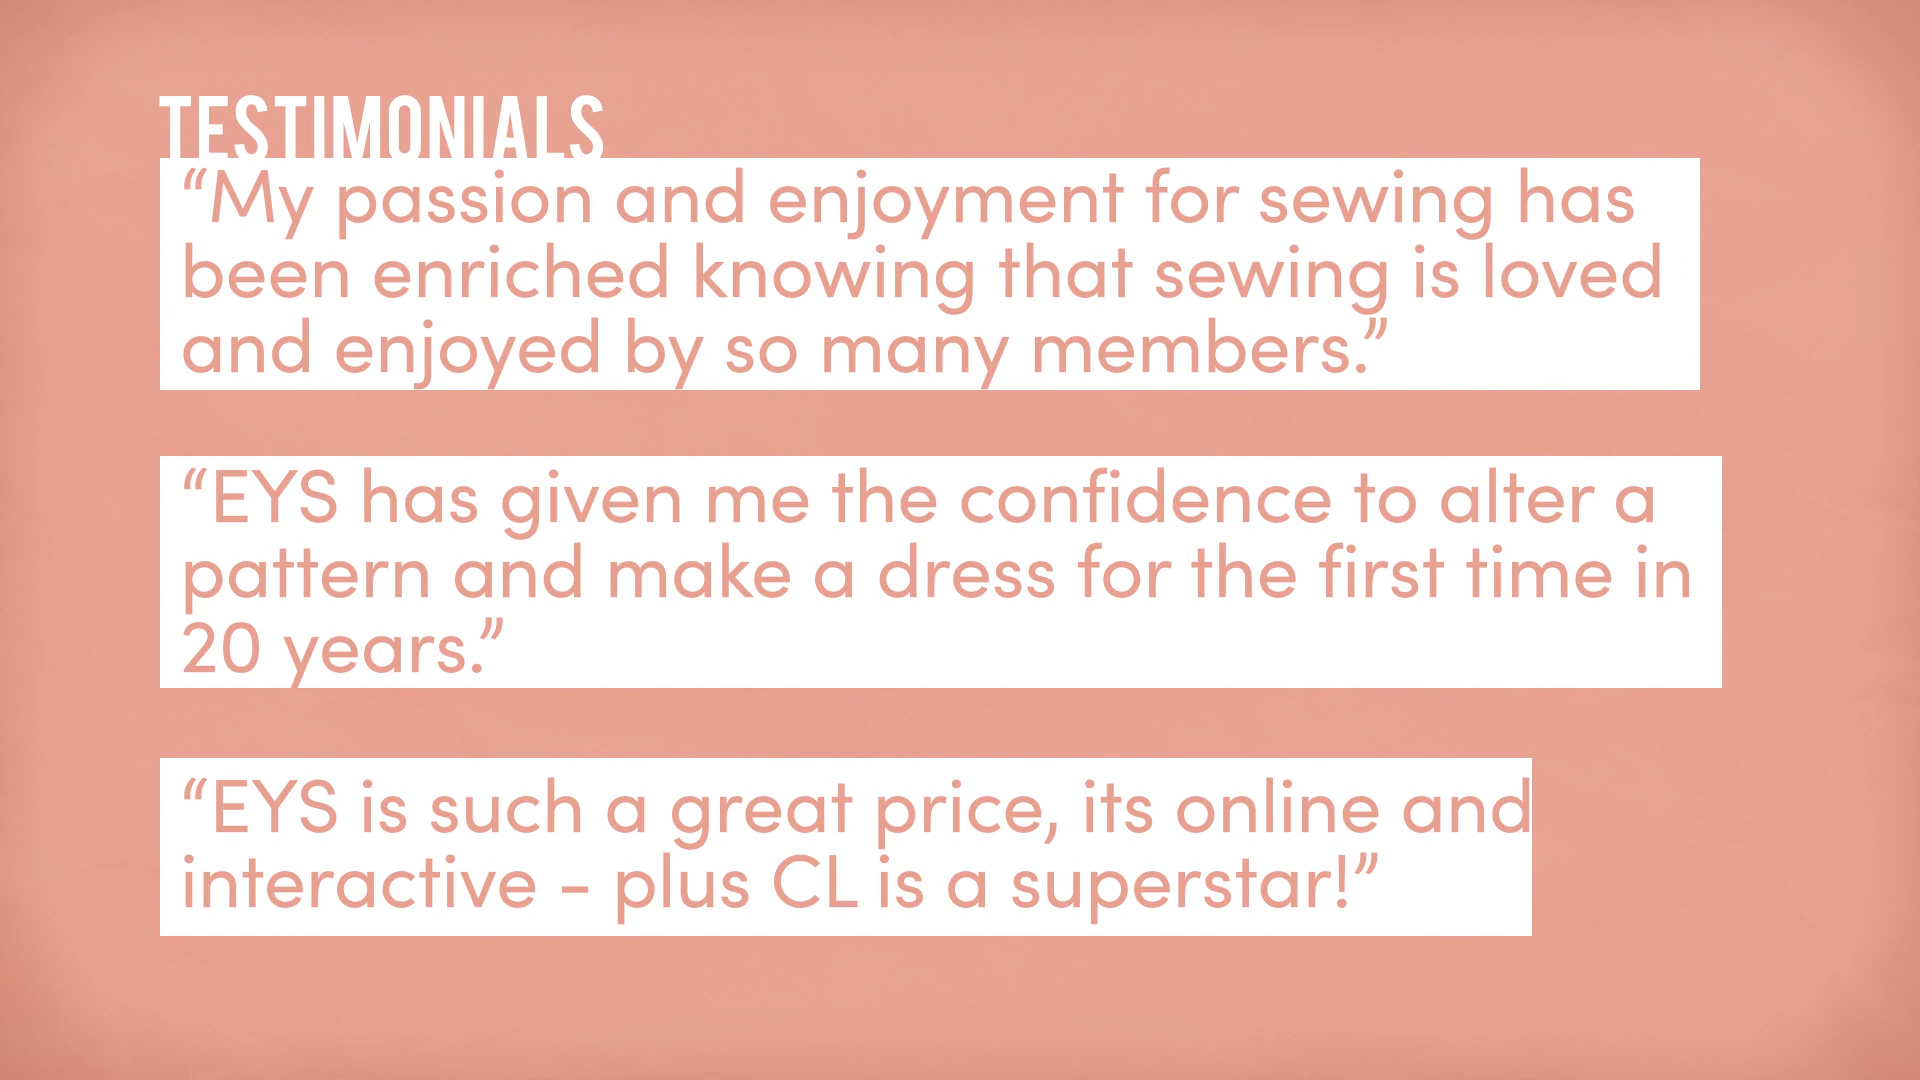 TESTIMONIALS
“My passion and enjoyment for sewing has
been enriched knowing that sewing is loved
and enjoyed by so many members.”
“EYS has given me the confidence to alter a
pattern and make a dress for the first time in
20 years.”
“EYS is such a great price, its online and
interactive - plus CL is a superstar!”